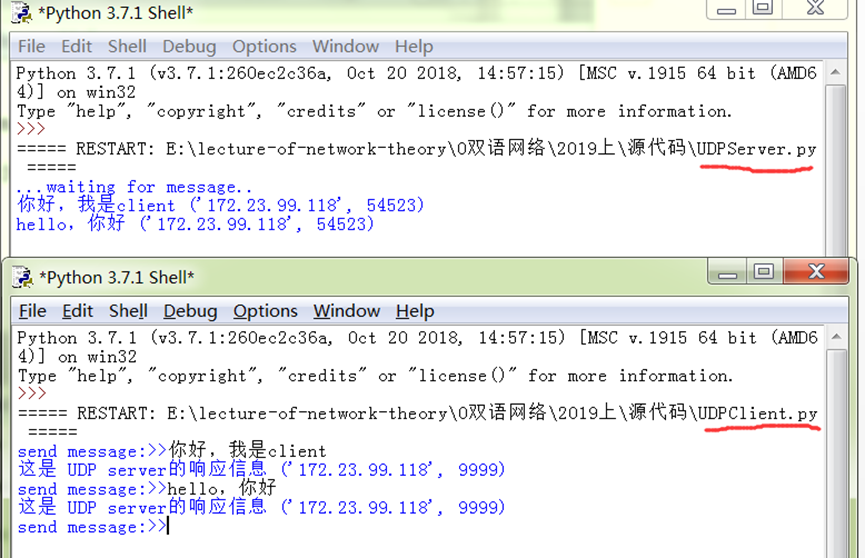 *Python 3.7.1 Shell*
File Edit Shell Debug Options Window Help
Python 3.7.1 (v3.7.1:260ec2c36a, Oct 20 2018, 14:57:15) [MSC v.1915 64 bit (AMD6
4)] on win32
Type "help", "copyright", "credits" or "license()" for more information.
>>>
===== RESTART: E:\lecture-of-network-theory\0双语网络\2019上\源代码\UDPServer.py
=====
...waiting for message..
你好，我是client ('172.23.99.118', 54523)
hello，你好 ('172.23.99.118', 54523)
*Python 3.7.1 Shell*
File Edit Shell Debug Options Window Help
Python 3.7.1 (v3.7.1:260ec2c36a, Oct 20 2018, 14:57:15) [MSC v.1915 64 bit (AMD6
4)] on win32
Type "help", "copyright", "credits" or "license()" for more information.
>>>
===== RESTART: E:\lecture-of-network-theory\0双语网络\2019上\源代码\UDPClient.py
=====
send message:>>你好，我是client
这是 UDP server的响应信息 ('172.23.99.118', 9999)
send message:>>hello，你好
这是 UDP server的响应信息 ('172.23.99.118', 9999)
send message:>>